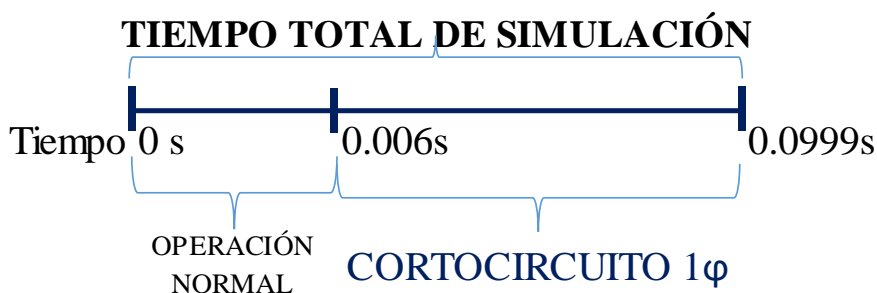 TIEMPO TOTAL DE SIMULACIÓN
Tiempo 0 s 0.006s 0.0999s
OPERACIÓN
NORMAL
CORTOCIRCUITO 1φ